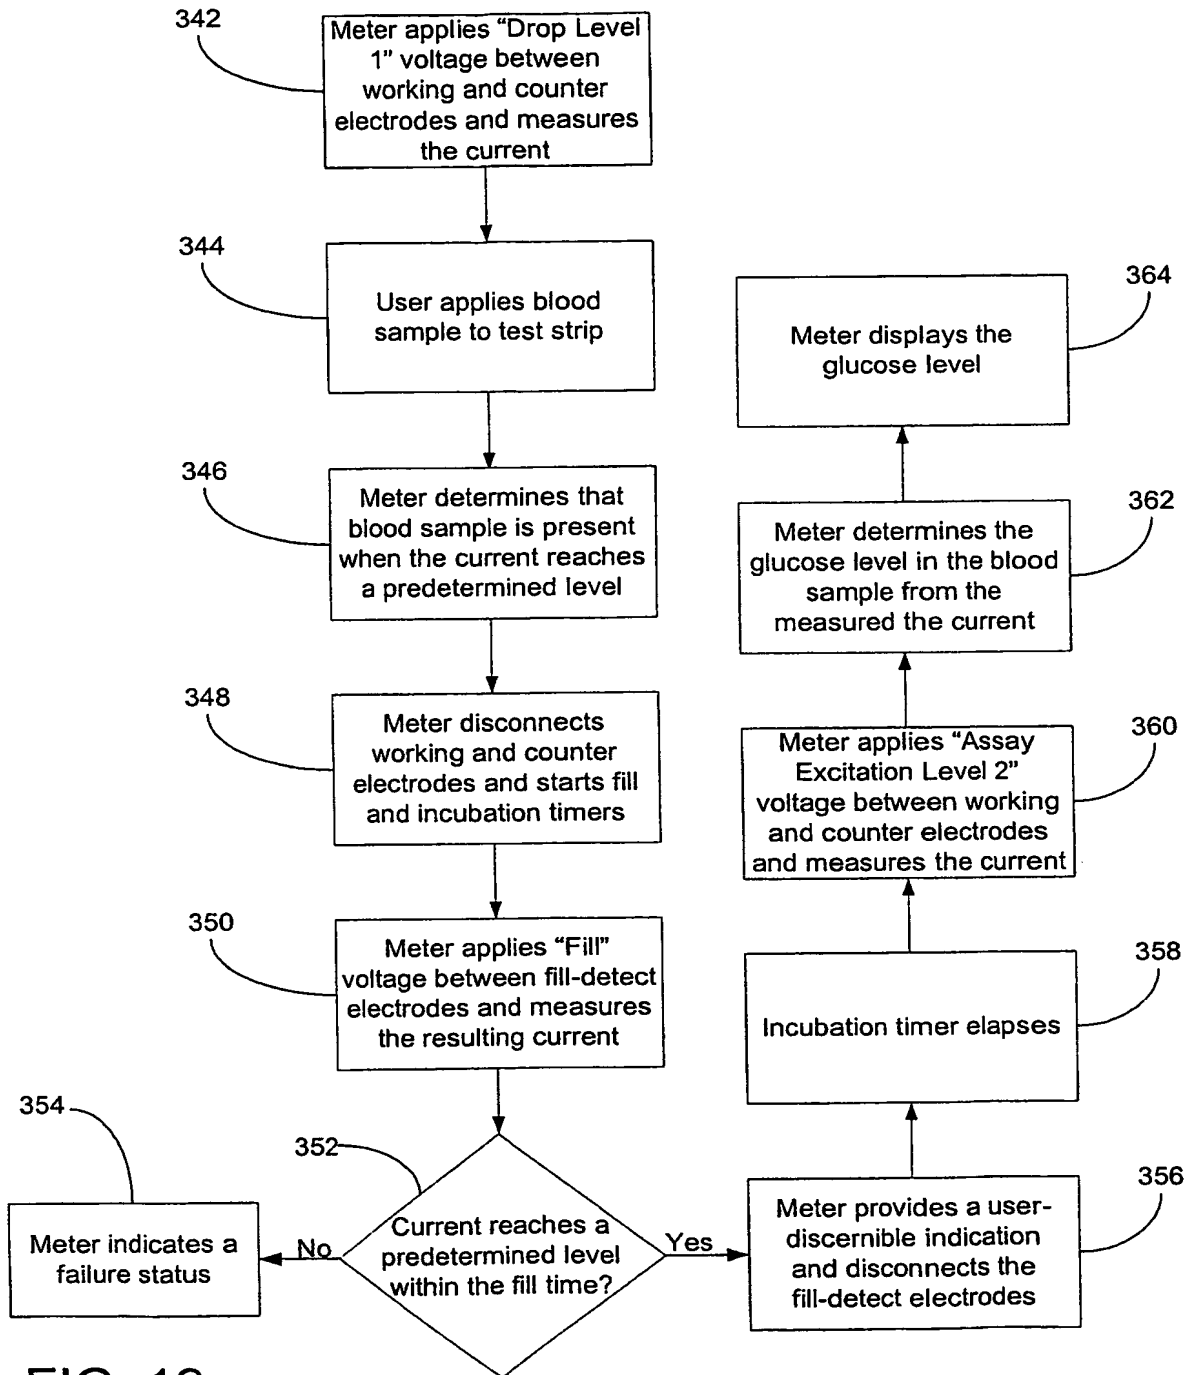 342
Meter applies “Drop Level
1” voltage between
working and counter
electrodes and measures
the current
344
User applies blood
sample to test strip
346
Meter determines that
blood sample is present
when the current reaches
a predetermined level
348
Meter disconnects
working and counter
electrodes and starts fill
and incubation timers
350
Meter applies “Fill”
voltage between fill-detect
electrodes and measures
the resulting current
352
Current reaches a
predetermined level
within the fill time?
No
354
Meter indicates a
failure status
Yes
356
Meter provides a user-
discernible indication
and disconnects the
fill-detect electrodes
358
Incubation timer elapses
360
Meter applies “Assay
Excitation Level 2”
voltage between working
and counter electrodes
and measures the current
362
Meter determines the
glucose level in the blood
sample from the
measured the current
364
Meter displays the
glucose level